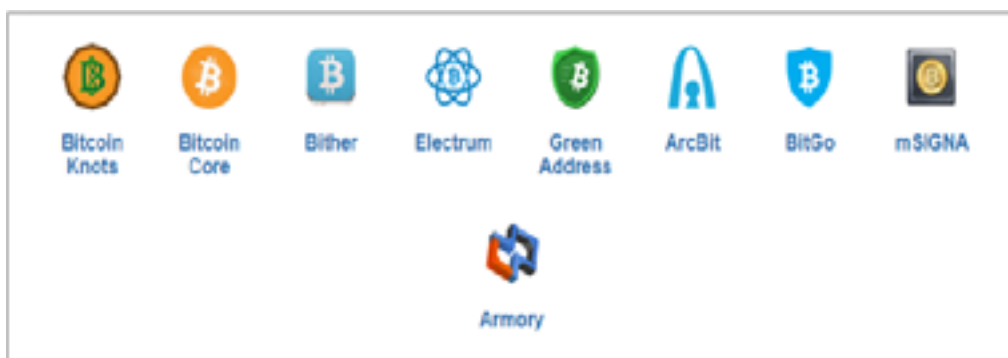 Bitcoin Knots
Bitcoin Core
Bither
Electrum
Green Address
ArcBit
BitGo
mSIGNA
Armory